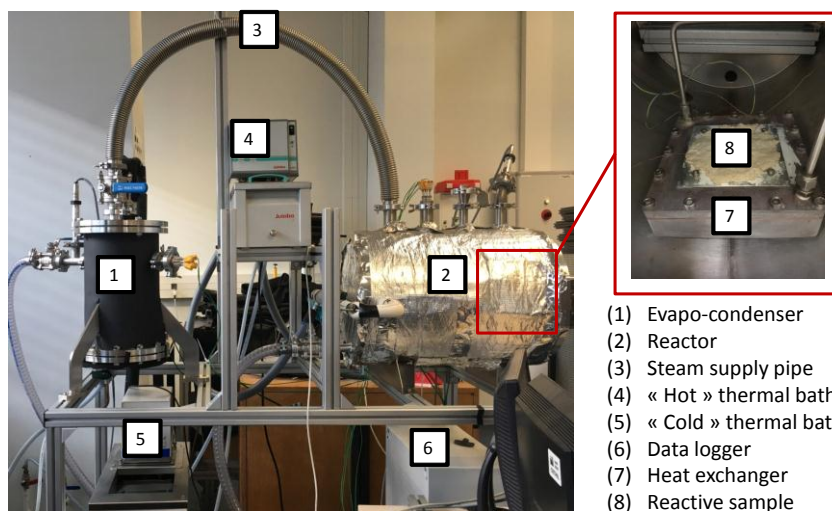 3
8
4
7
1
2
(1) Evapo-condenser
(2) Reactor
(3) Steam supply pipe
(4) « Hot » thermal bath
(5) « Cold » thermal bat
(6) Data logger
(7) Heat exchanger
(8) Reactive sample
5
6